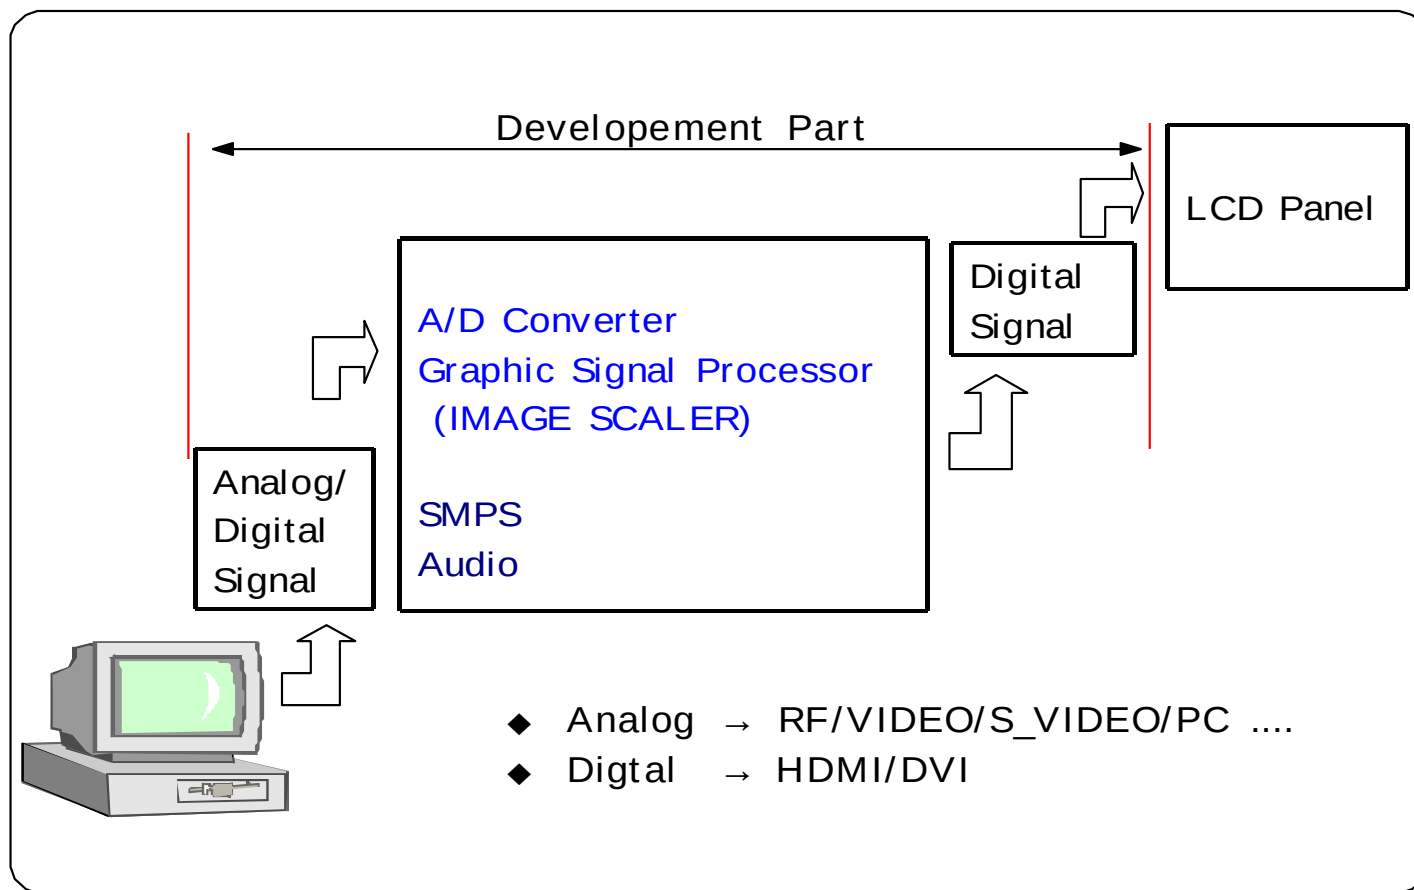 Developement Part
LCD Panel
Digital
Signal
A/D Converter
Graphic Signal Processor
(IMAGE SCALER)
SMPS
Audio
Analog/
Digital
Signal
◆ Analog → RF/VIDEO/S_VIDEO/PC ....
◆ Digtal → HDMI/DVI